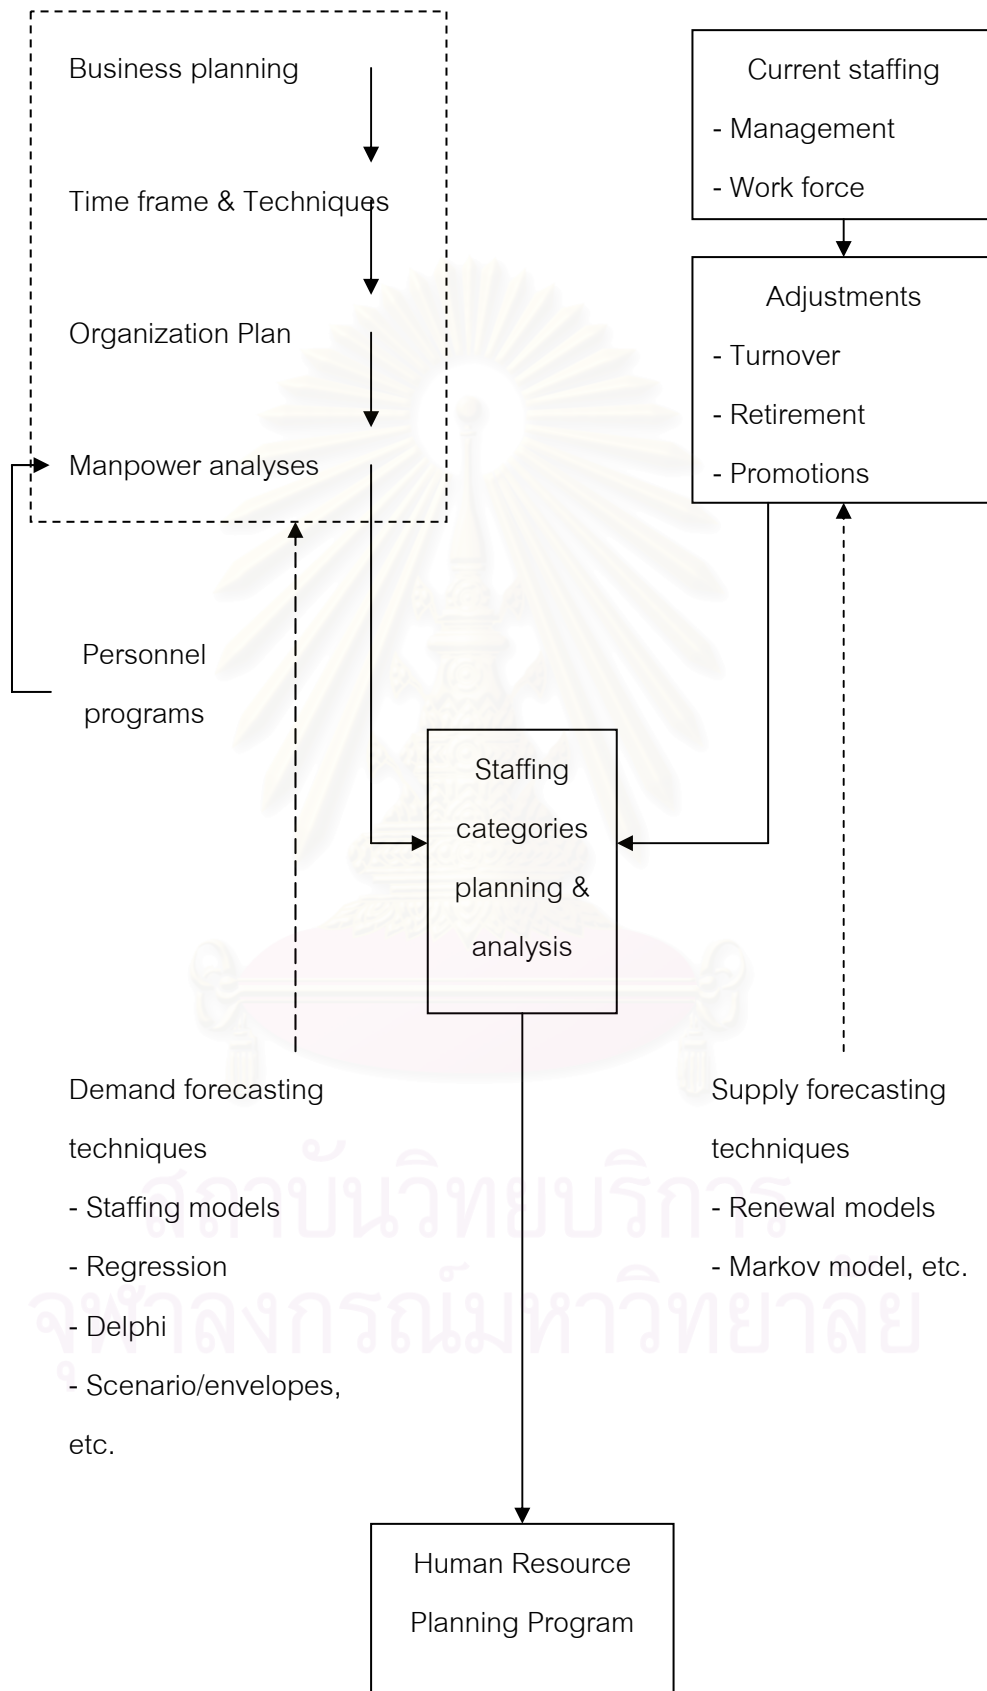 Business planning
Time frame & Techniques
Organization Plan
Manpower analyses
Personnel
programs
Current staffing
- Management
- Work force
Adjustments
- Turnover
- Retirement
- Promotions
Staffing
categories
planning &
analysis
Demand forecasting
techniques
- Staffing models
- Regression
- Delphi
- Scenario/envelopes,
etc.
Supply forecasting
techniques
- Renewal models
- Markov model, etc.
สถาบันวิทยบริการ
จุฬาลงกรณ์มหาวิทยาลัย
Human Resource
Planning Program